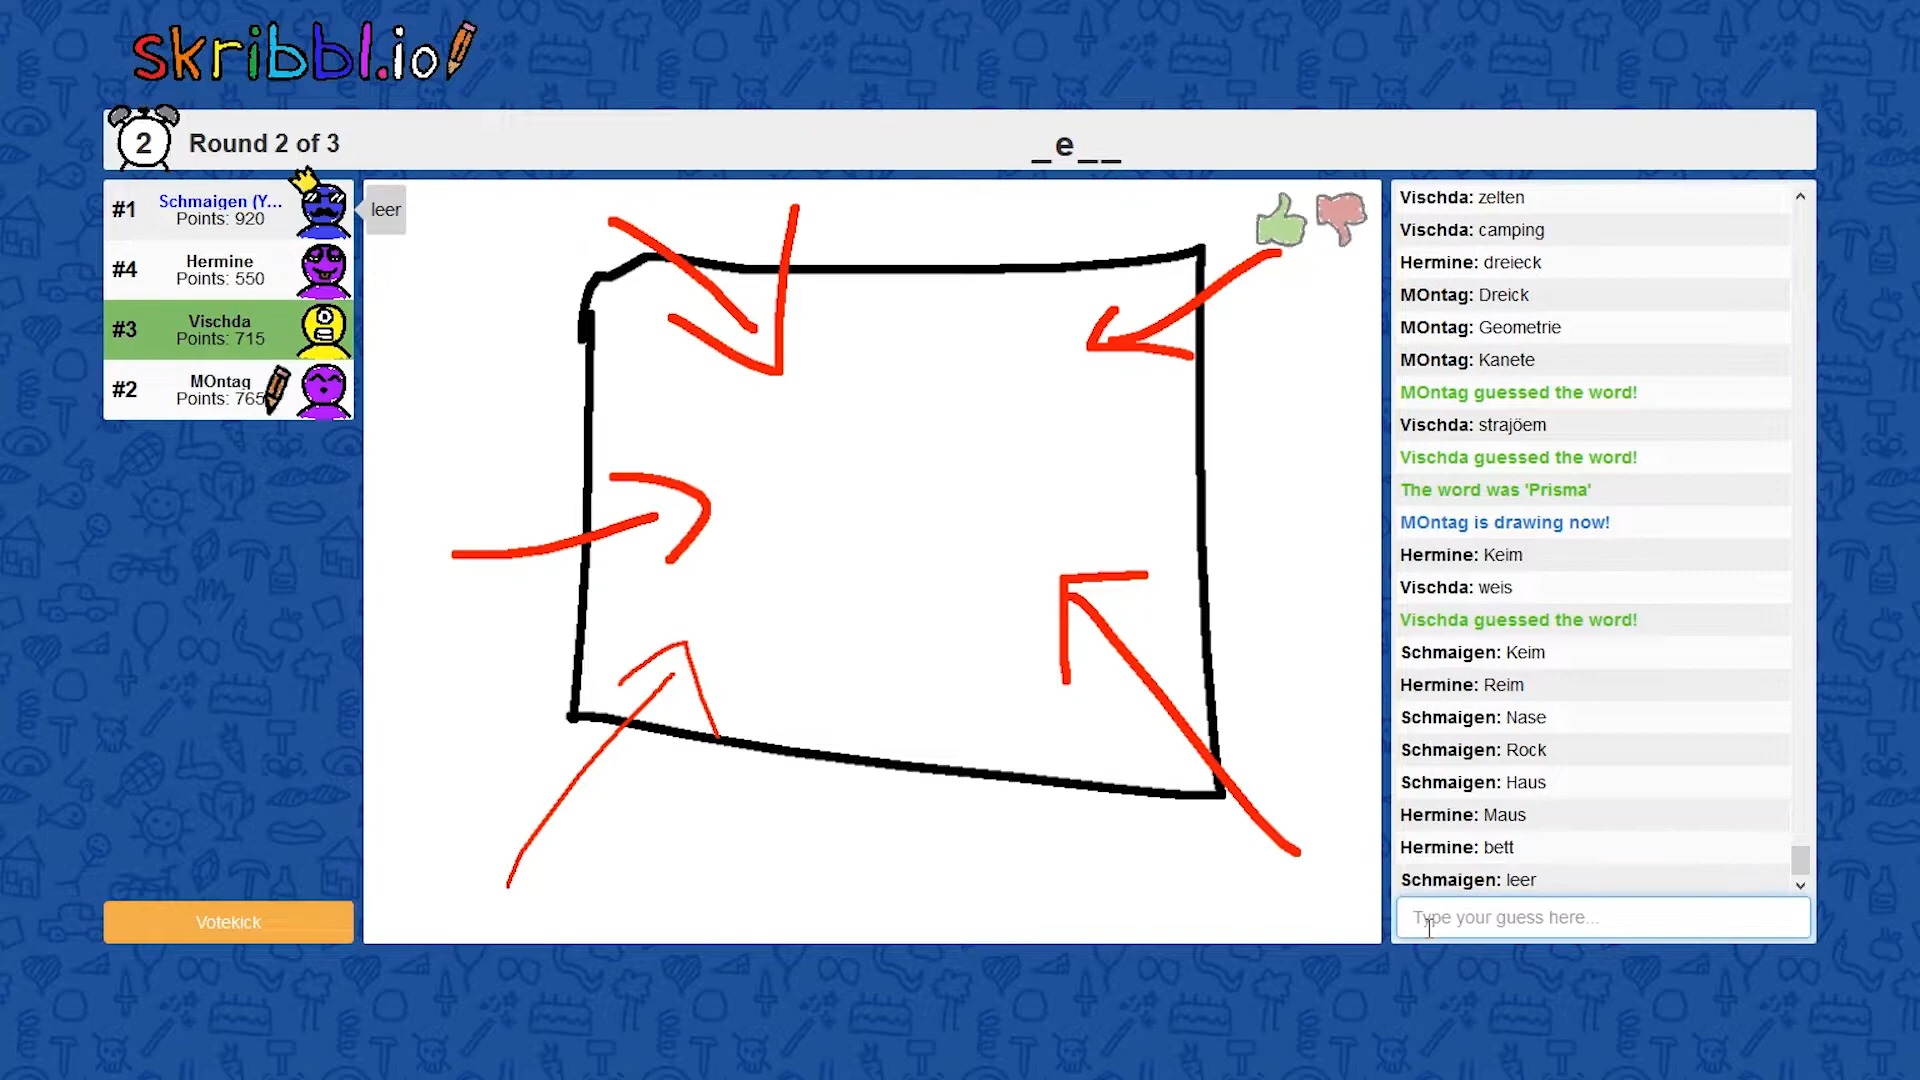 skribbl.io
2
Round 2 of 3
_e__
#1
Schmaigen (Y...
Points: 920
leer
#4
Hermine
Points: 550
#3
Vischda
Points: 715
#2
MOntag
Points: 765
Votekick
Vischda: zelten
Vischda: camping
Hermine: dreieck
MOntag: Dreick
MOntag: Geometrie
MOntag: Kanete
MOntag guessed the word!
Vischda: strajöem
Vischda guessed the word!
The word was 'Prisma'
MOntag is drawing now!
Hermine: Keim
Vischda: weis
Vischda guessed the word!
Schmaigen: Keim
Hermine: Reim
Schmaigen: Nase
Schmaigen: Rock
Schmaigen: Haus
Hermine: Maus
Hermine: bett
Schmaigen: leer
Type your guess here...